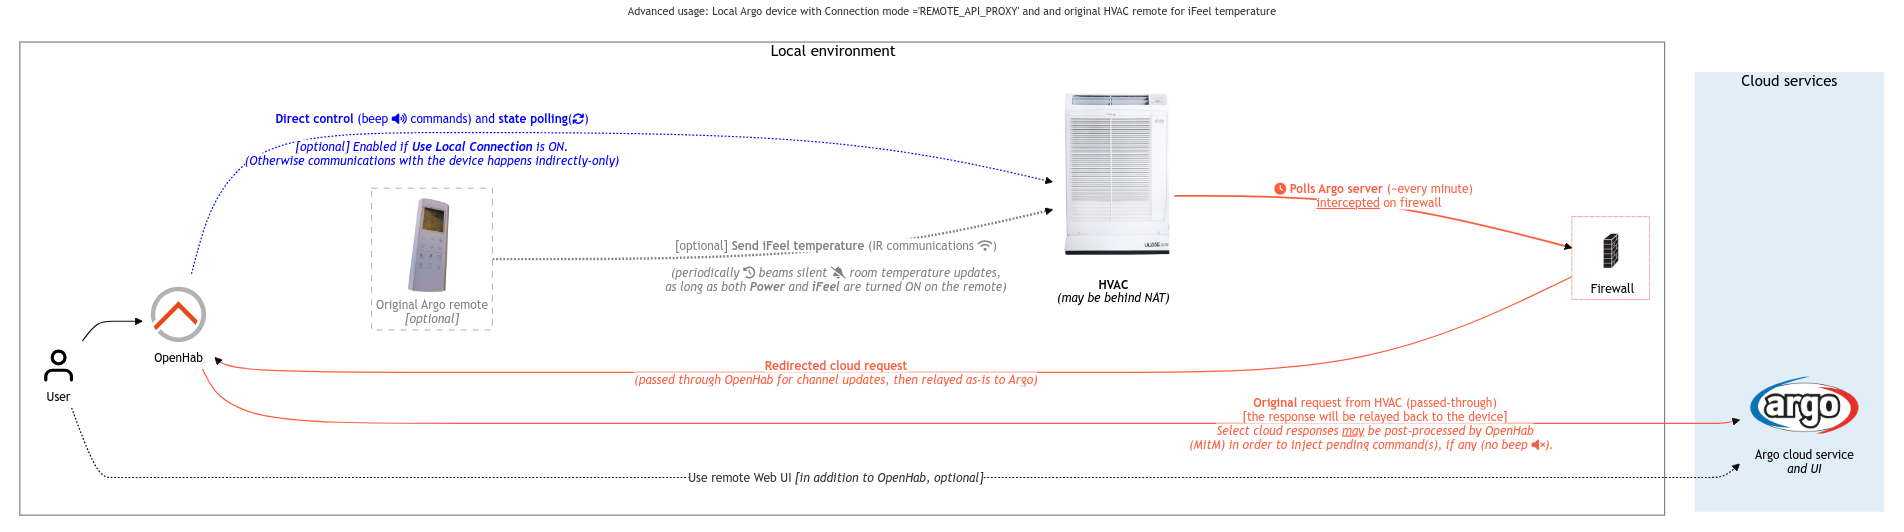 Advanced usage: Local Argo device with Connection mode ='REMOTE_API_PROXY' and and original HVAC remote for iFeel temperature
Local environment
Cloud services
Direct control (beep commands) and state polling()
[optional] Enabled if Use Local Connection is ON.
(Otherwise communications with the device happens indirectly-only)
Polls Argo server (~every minute)
intercepted on firewall
[optional] Send iFeel temperature (IR communications )
(periodically beams silent room temperature updates,
as long as both Power and iFeel are turned ON on the remote)
ULISSE
HVAC
(may be behind NAT)
Firewall
Original Argo remote
[optional]
OpenHab
User
Redirected cloud request
(passed through OpenHab for channel updates, then relayed as-is to Argo)
Original request from HVAC (passed-through)
[the response will be relayed back to the device]
Select cloud responses may be post-processed by OpenHab
(MitM) in order to inject pending command(s), if any (no beep ).
argo
Argo cloud service
and UI
Use remote Web UI [in addition to OpenHab, optional]